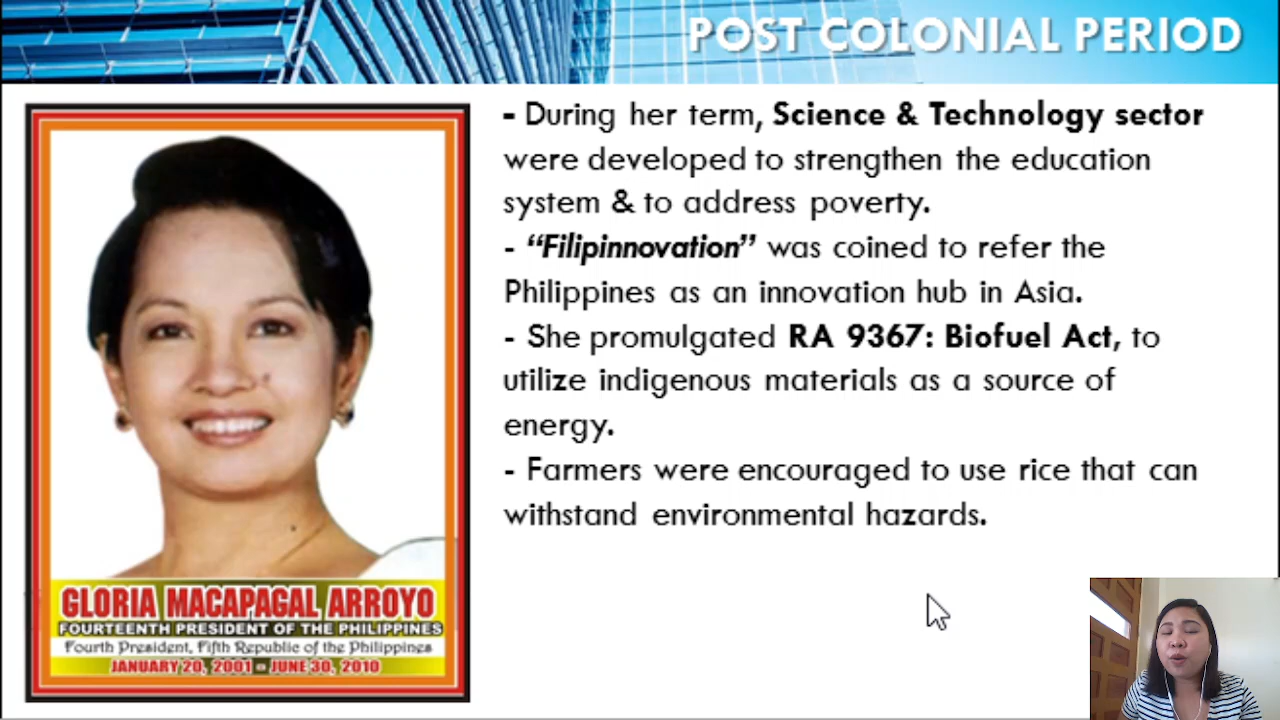 POST COLONIAL PERIOD
- During her term, Science & Technology sector
were developed to strengthen the education
system & to address poverty.
- “Filipinnovation” was coined to refer the
Philippines as an innovation hub in Asia.
- She promulgated RA 9367: Biofuel Act, to
utilize indigenous materials as a source of
energy.
- Farmers were encouraged to use rice that can
withstand environmental hazards.
GLORIA MACAPAGAL ARROYO
FOURTEENTH PRESIDENT OF THE PHILIPPINES
Fourth President, Fifth Republic of the Philippines
JANUARY 20, 2001 - JUNE 30, 2010